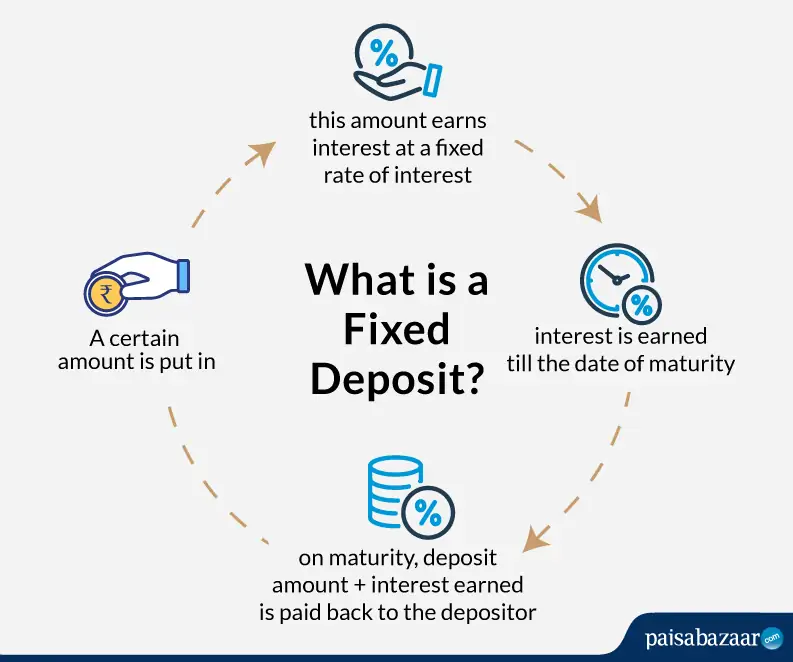 What is a
Fixed
Deposit?
₹
A certain
amount is put in
%
this amount earns
interest at a fixed
rate of interest
%
interest is earned
till the date of maturity
%
on maturity, deposit
amount + interest earned
is paid back to the depositor
paisabazaar.com